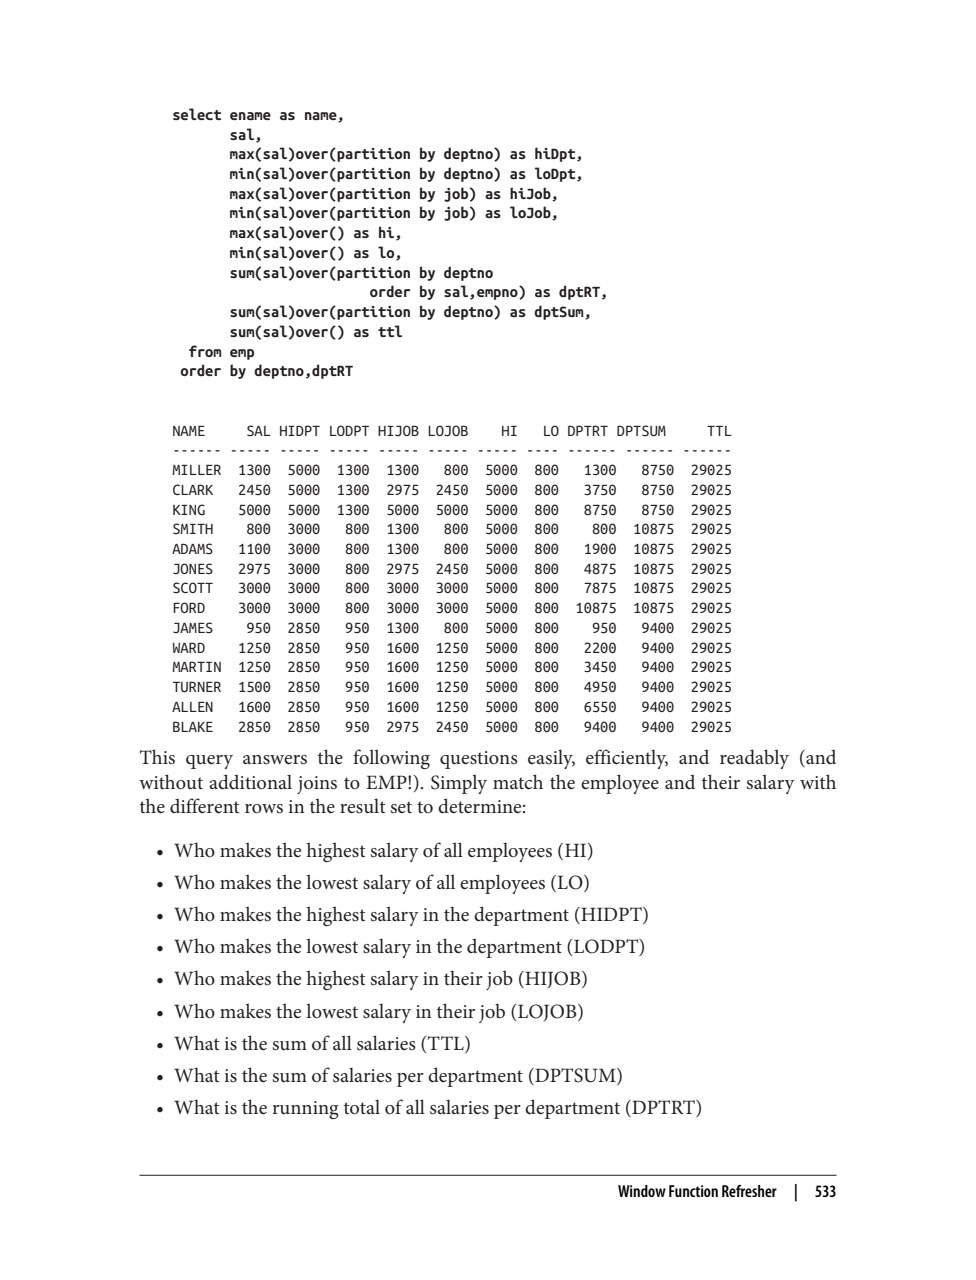 select ename as name,
       sal,
       max(sal)over(partition by deptno) as hiDpt,
       min(sal)over(partition by deptno) as loDpt,
       max(sal)over(partition by job) as hiJob,
       min(sal)over(partition by job) as loJob,
       max(sal)over() as hi,
       min(sal)over() as lo,
       sum(sal)over(partition by deptno
                        order by sal,empno) as dptRT,
       sum(sal)over(partition by deptno) as dptSum,
       sum(sal)over() as ttl
  from emp
 order by deptno,dptRT
NAME     SAL HIDPT LODPT HIJOB LOJOB    HI   LO DPTRT DPTSUM     TTL
------ ----- ----- ----- ----- ----- ----- ---- ------ ------ ------
MILLER  1300  5000  1300  1300   800  5000  800   1300   8750  29025
CLARK   2450  5000  1300  2975  2450  5000  800   3750   8750  29025
KING    5000  5000  1300  5000  5000  5000  800   8750   8750  29025
SMITH    800  3000   800  1300   800  5000  800    800  10875  29025
ADAMS   1100  3000   800  1300   800  5000  800   1900  10875  29025
JONES   2975  3000   800  2975  2450  5000  800   4875  10875  29025
SCOTT   3000  3000   800  3000  3000  5000  800   7875  10875  29025
FORD    3000  3000   800  3000  3000  5000  800  10875  10875  29025
JAMES    950  2850   950  1300   800  5000  800    950   9400  29025
WARD    1250  2850   950  1600  1250  5000  800   2200   9400  29025
MARTIN  1250  2850   950  1600  1250  5000  800   3450   9400  29025
TURNER  1500  2850   950  1600  1250  5000  800   4950   9400  29025
ALLEN   1600  2850   950  1600  1250  5000  800   6550   9400  29025
BLAKE   2850  2850   950  2975  2450  5000  800   9400   9400  29025
This query answers the following questions easily, efficiently, and readably (and
without additional joins to EMP!). Simply match the employee and their salary with
the different rows in the result set to determine:
• Who makes the highest salary of all employees (HI)
• Who makes the lowest salary of all employees (LO)
• Who makes the highest salary in the department (HIDPT)
• Who makes the lowest salary in the department (LODPT)
• Who makes the highest salary in their job (HIJOB)
• Who makes the lowest salary in their job (LOJOB)
• What is the sum of all salaries (TTL)
• What is the sum of salaries per department (DPTSUM)
• What is the running total of all salaries per department (DPTRT)
Window Function Refresher | 533